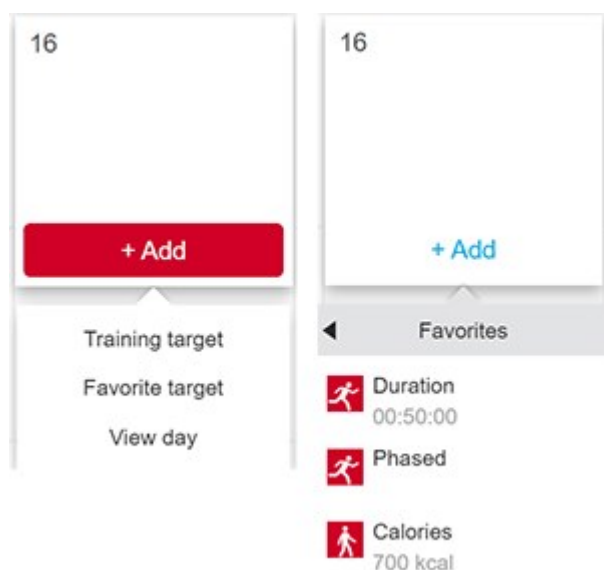 16
+ Add
Training target
Favorite target
View day
16
+ Add
Favorites
Duration
00:50:00
Phased
Calories
700 kcal